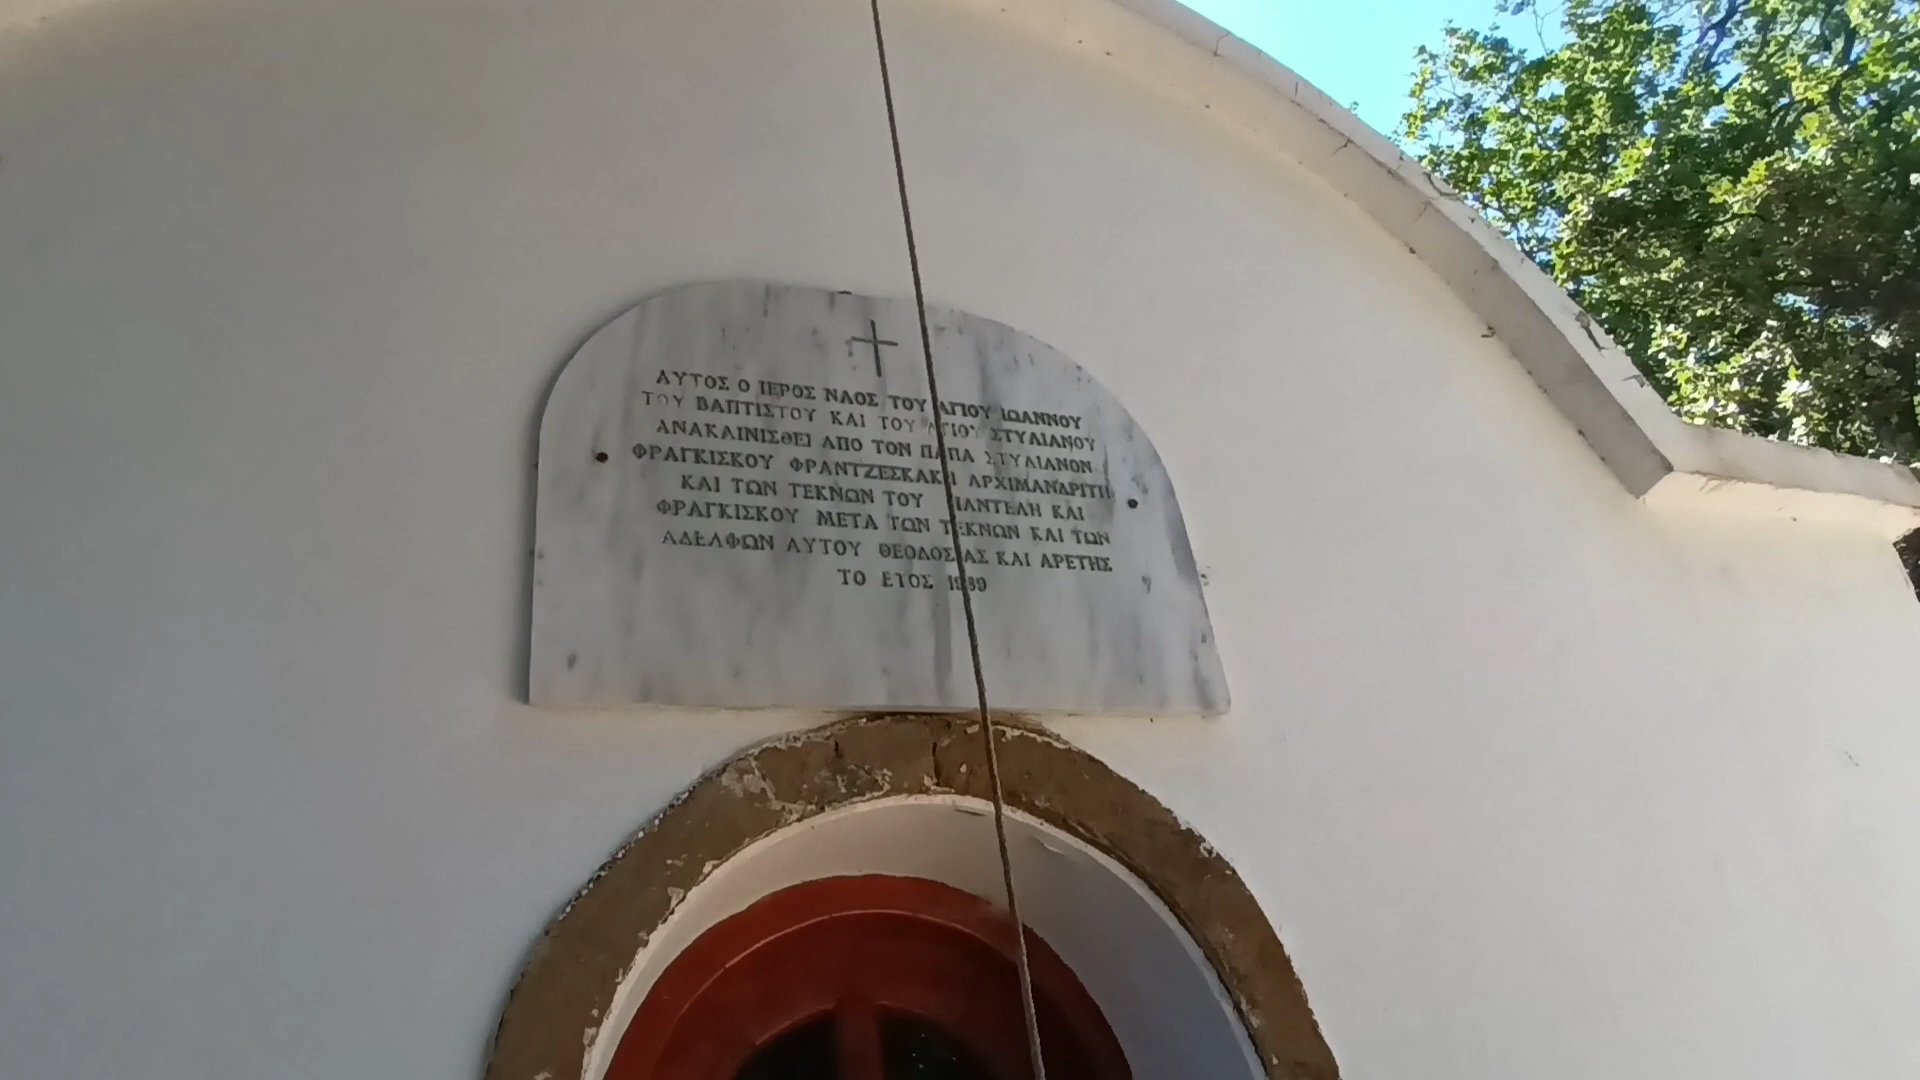 ΑΥΤΟΣ Ο ΙΕΡΟΣ ΝΑΟΣ ΤΟΥ ΑΓΙΟΥ ΙΩΑΝΝΟΥ
ΤΟΥ ΒΑΠΤΙΣΤΟΥ ΚΑΙ ΤΟΥ ΑΓΙΟΥ ΣΤΥΛΙΑΝΟΥ
ΑΝΑΚΑΙΝΙΣΘΕΙ ΑΠΟ ΤΟΝ ΠΑΠΑ ΣΤΥΛΙΑΝΟΝ
ΦΡΑΓΚΙΣΚΟΥ ΦΡΑΝΤΖΕΣΚΑΚΗ ΑΡΧΙΜΑΝΔΡΙΤΗ
ΚΑΙ ΤΩΝ ΤΕΚΝΩΝ ΤΟΥ ΠΑΝΤΕΛΗ ΚΑΙ
ΦΡΑΓΚΙΣΚΟΥ ΜΕΤΑ ΤΩΝ ΤΕΚΝΩΝ ΚΑΙ ΤΩΝ
ΑΔΕΛΦΩΝ ΑΥΤΟΥ ΘΕΟΔΟΣΙΑΣ ΚΑΙ ΑΡΕΤΗΣ
ΤΟ ΕΤΟΣ 1989